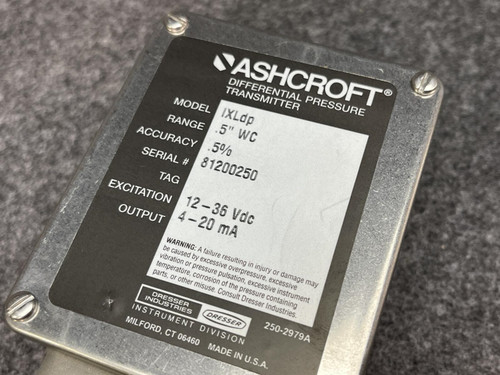 ASHCROFT®
DIFFERENTIAL PRESSURE
TRANSMITTER
MODEL IXLdp
RANGE .5" WC
ACCURACY .5%
SERIAL # 81200250
TAG
EXCITATION 12-36 Vdc
OUTPUT 4-20 mA
WARNING: A failure resulting in injury or damage may
be caused by excessive overpressure, excessive
vibration or pressure pulsation, excessive instrument
temperature, corrosion of the pressure containing
parts, or other misuse. Consult Dresser Industries.
DRESSER
INDUSTRIES
DRESSER
INSTRUMENT DIVISION
250-2979A
MILFORD, CT 06460 MADE IN U.S.A.